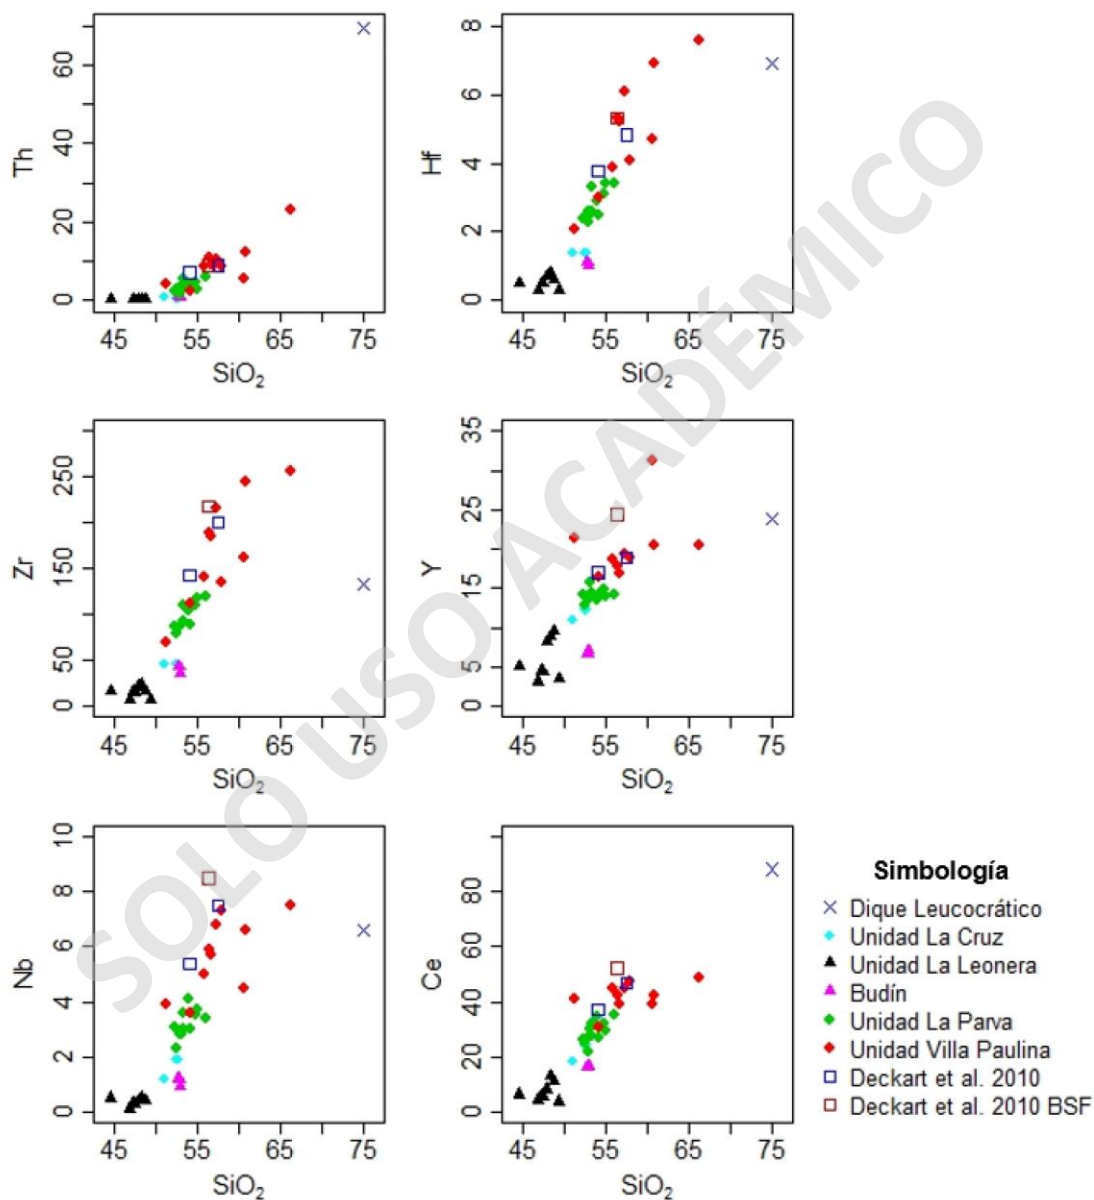 Th
0 20 40 60
45 55 65 75
SiO₂
Hf
0 2 4 6 8
45 55 65 75
SiO₂
Zr
0 50 150 250
45 55 65 75
SiO₂
Y
0 5 15 25 35
45 55 65 75
SiO₂
Nb
0 2 4 6 8 10
45 55 65 75
SiO₂
Ce
0 20 40 60 80
45 55 65 75
SiO₂
Simbología
Dique Leucocrático
Unidad La Cruz
Unidad La Leonera
Budín
Unidad La Parva
Unidad Villa Paulina
Deckart et al. 2010
Deckart et al. 2010 BSF
SOLO USO ACADÉMICO